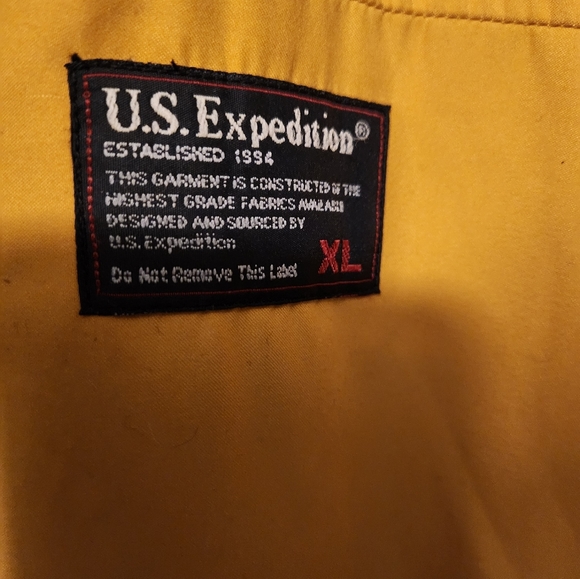 U.S. Expedition®
ESTABLISHED 1994
THIS GARMENT IS CONSTRUCTED OF THE
HIGHEST GRADE FABRICS AVAILABLE
DESIGNED AND SOURCED BY
U.S. Expedition
XL
Do Not Remove This Label